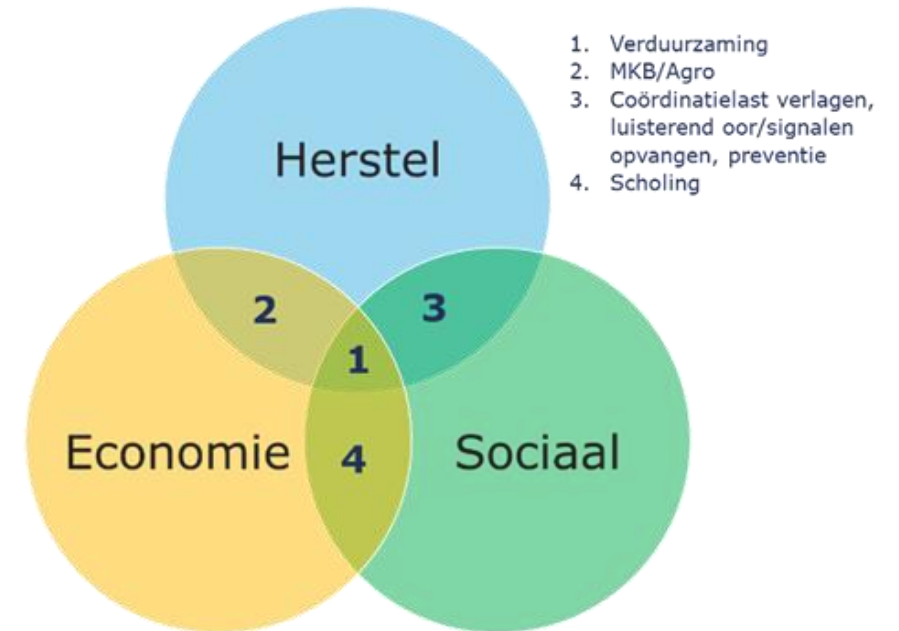 1. Verduurzaming
2. MKB/Agro
3. Coördinatielast verlagen,
luisterend oor/signalen
opvangen, preventie
4. Scholing
Herstel
2
3
1
Economie
4
Sociaal